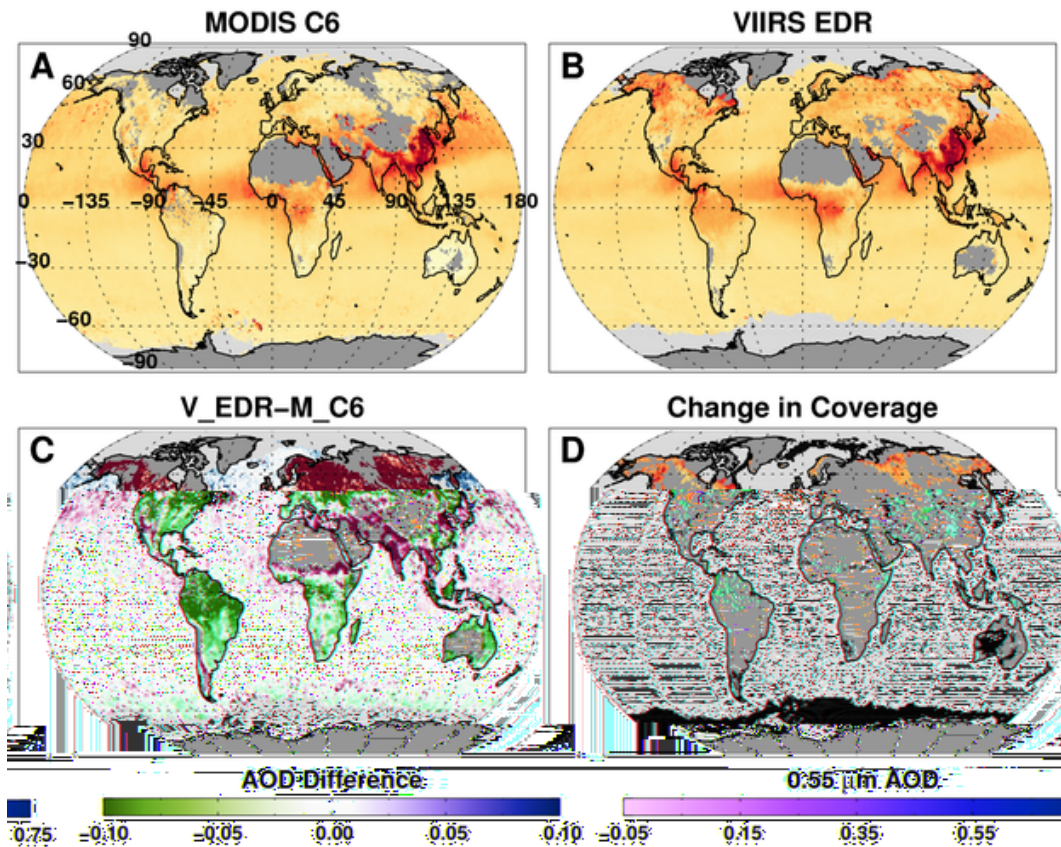 MODIS C6
VIIRS EDR
A
90
60
30
0 −135 −90 −45 0 45 90 135 180
−30
−60
−90
B
V_EDR−M_C6
Change in Coverage
C
D
AOD Difference
0.55 µm AOD
0.75
−0.10 −0.05 0.00 0.05 0.10
−0.05 0.15 0.35 0.55